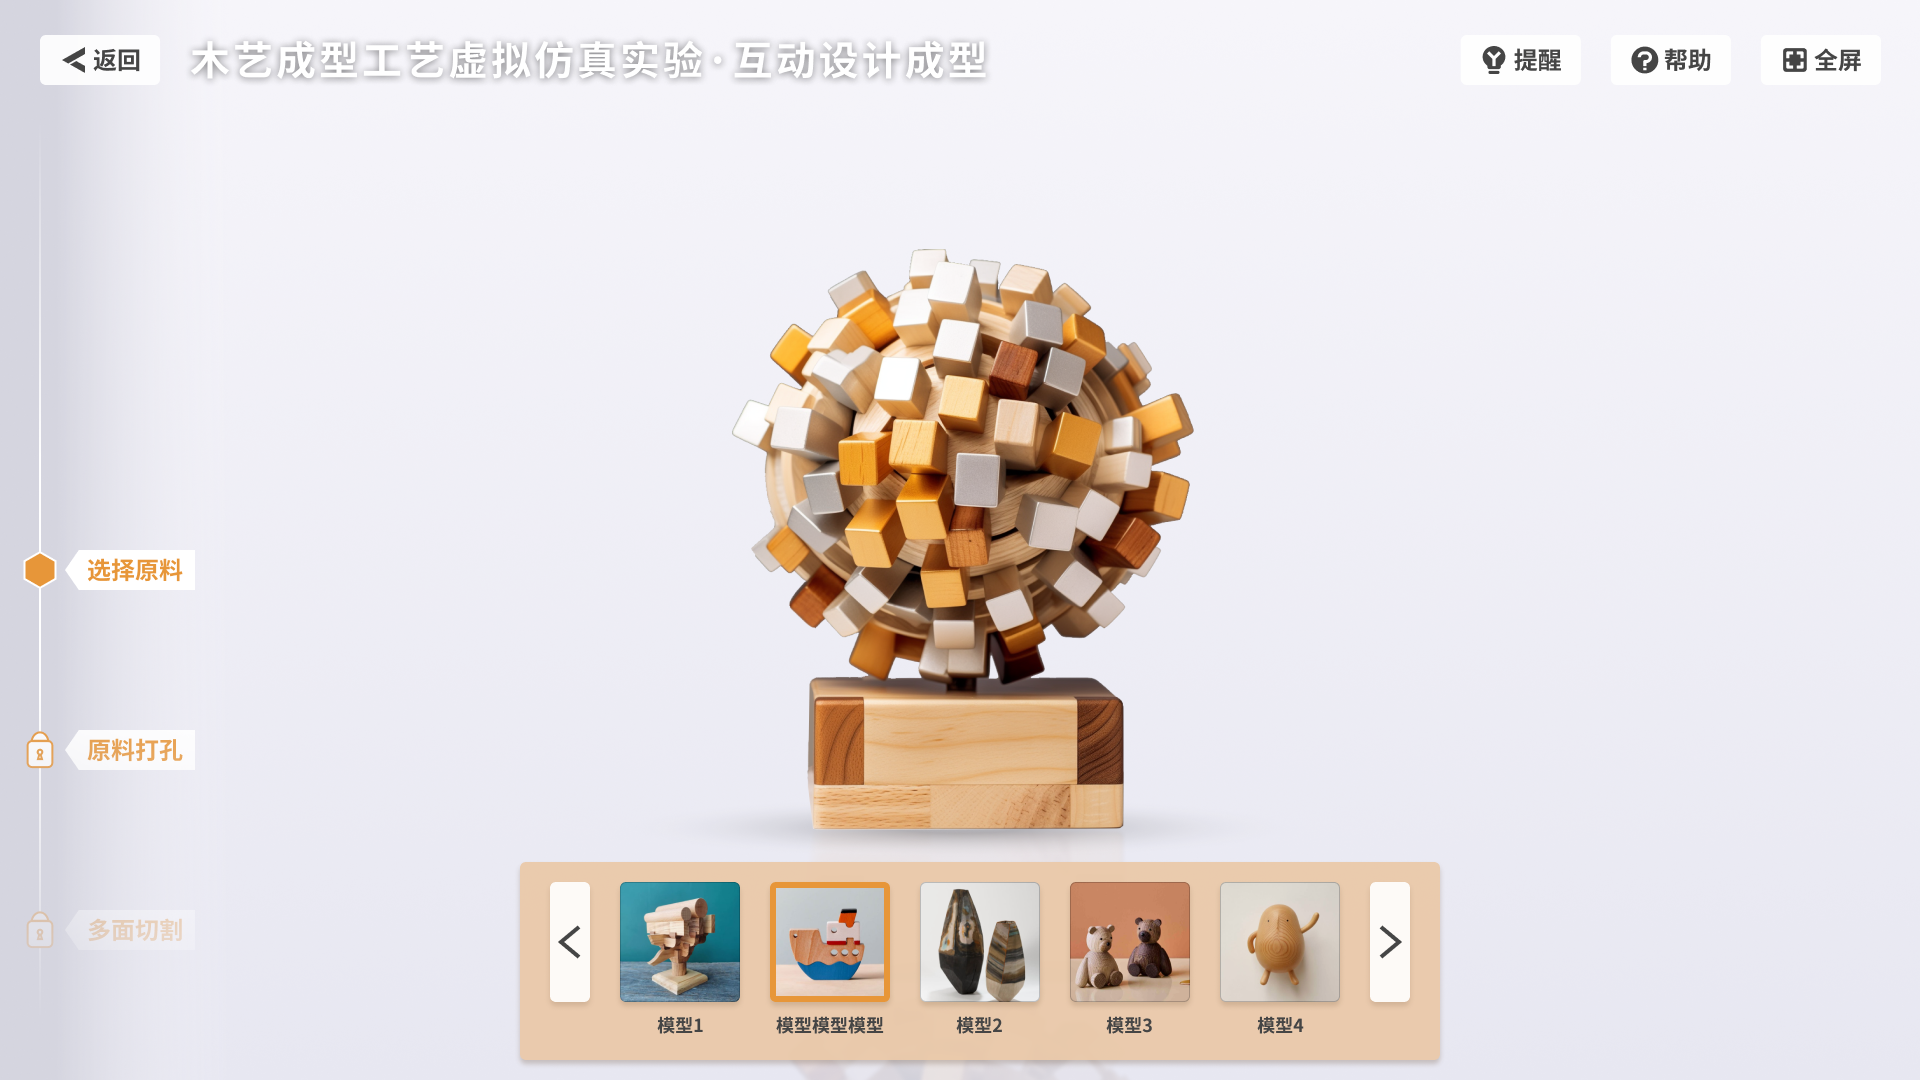 返回
木艺成型工艺虚拟仿真实验·互动设计成型
提醒
帮助
全屏
选择原料
原料打孔
多面切割
模型1
模型模型模型
模型2
模型3
模型4